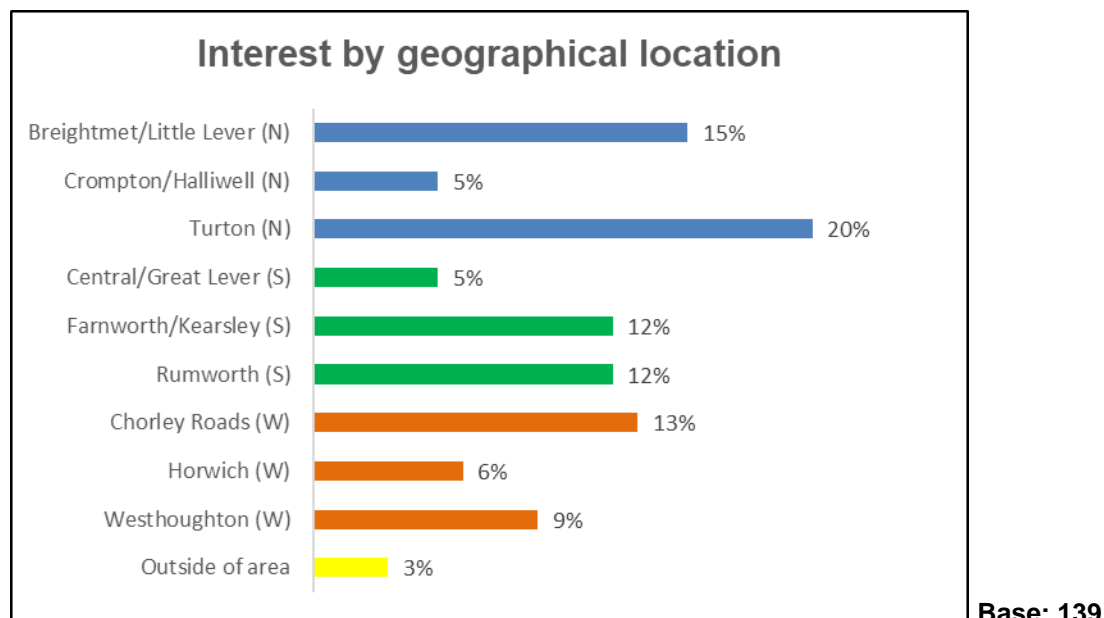 Interest by geographical location
Breightmet/Little Lever (N) 15%
Crompton/Halliwell (N) 5%
Turton (N) 20%
Central/Great Lever (S) 5%
Farnworth/Kearsley (S) 12%
Rumworth (S) 12%
Chorley Roads (W) 13%
Horwich (W) 6%
Westhoughton (W) 9%
Outside of area 3%
Base: 139